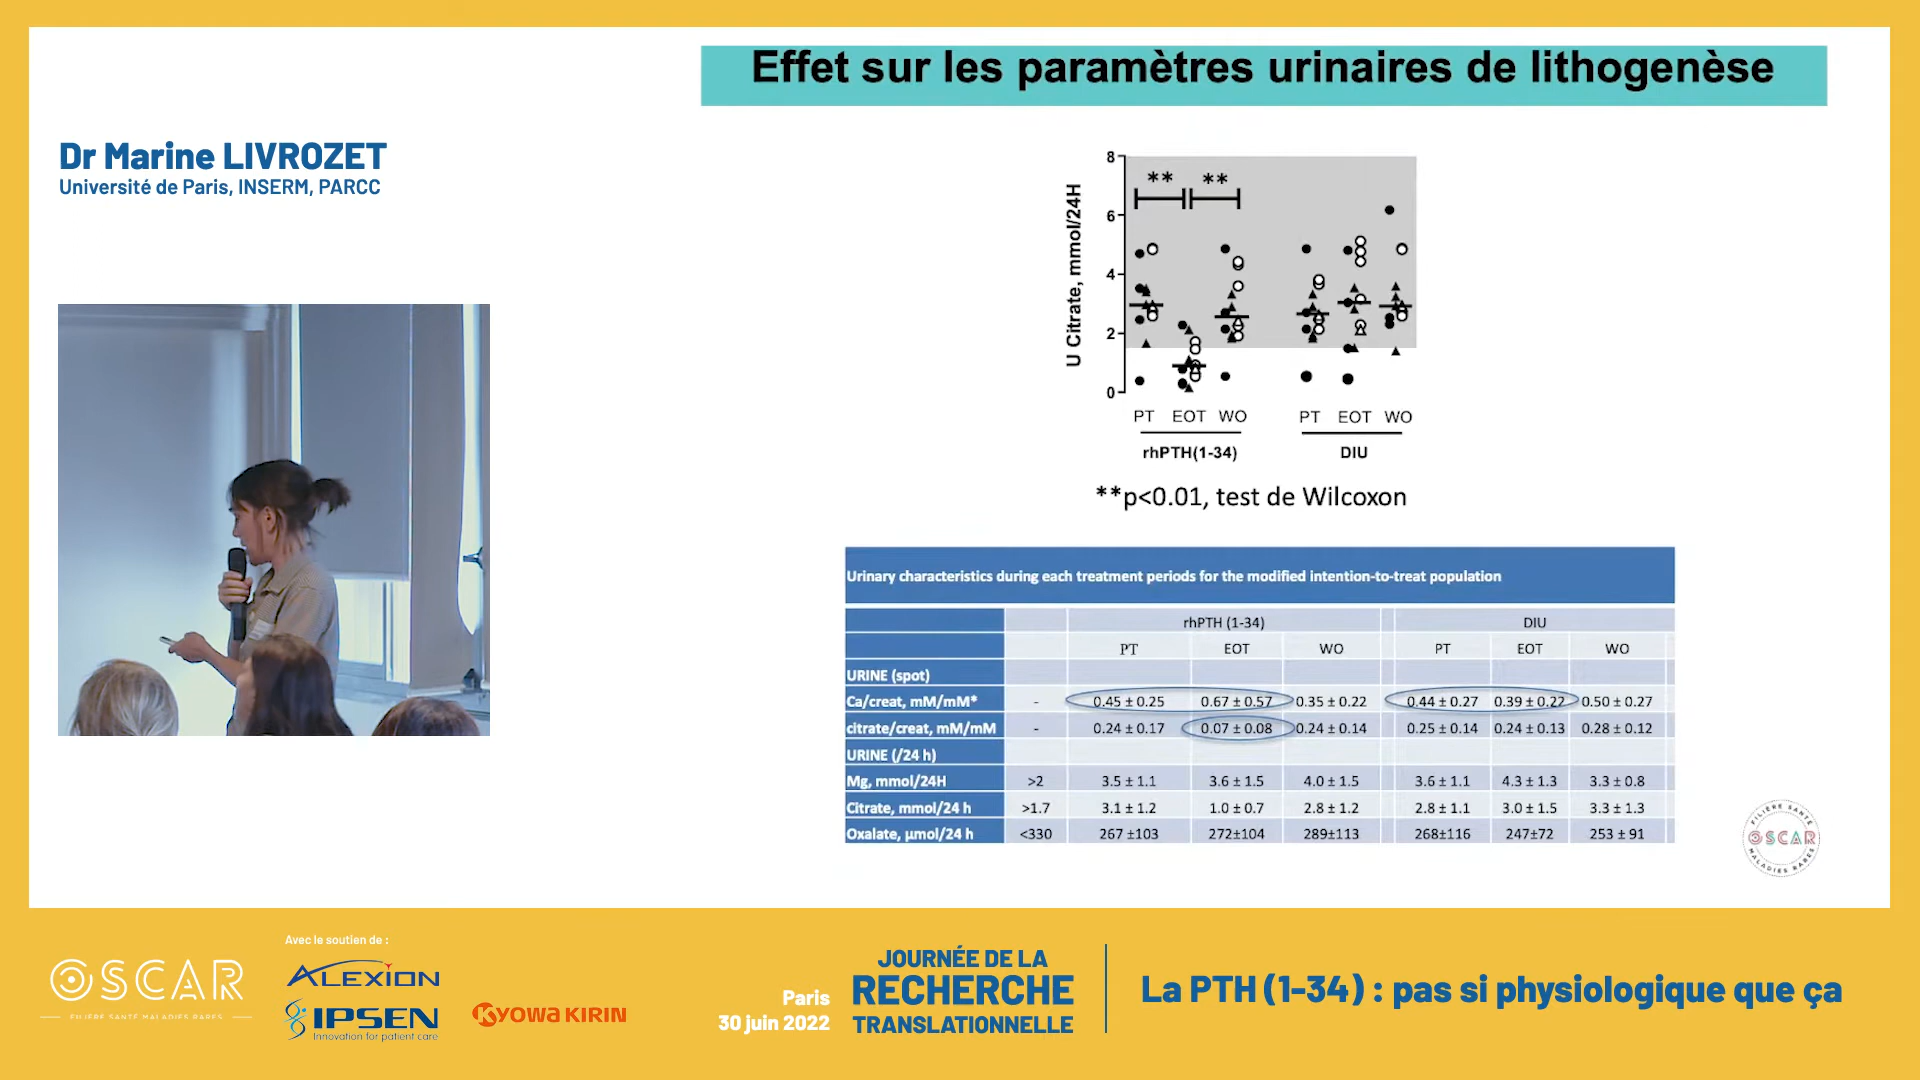 Effet sur les paramètres urinaires de lithogenèse
Dr Marine LIVROZET
Université de Paris, INSERM, PARCC
U Citrate, mmol/24H
8
6
4
2
0
** **
PT EOT WO PT EOT WO
rhPTH(1-34) DIU
**p<0.01, test de Wilcoxon
Urinary characteristics during each treatment periods for the modified intention-to-treat population
rhPTH (1-34) DIU
PT EOT WO PT EOT WO
URINE (spot)
Ca/creat, mM/mM* - 0.45 ± 0.25 0.67 ± 0.57 0.35 ± 0.22 0.44 ± 0.27 0.39 ± 0.22 0.50 ± 0.27
citrate/creat, mM/mM - 0.24 ± 0.17 0.07 ± 0.08 0.24 ± 0.14 0.25 ± 0.14 0.24 ± 0.13 0.28 ± 0.12
URINE (/24 h)
Mg, mmol/24H >2 3.5 ± 1.1 3.6 ± 1.5 4.0 ± 1.5 3.6 ± 1.1 4.3 ± 1.3 3.3 ± 0.8
Citrate, mmol/24 h >1.7 3.1 ± 1.2 1.0 ± 0.7 2.8 ± 1.2 2.8 ± 1.1 3.0 ± 1.5 3.3 ± 1.3
Oxalate, µmol/24 h <330 267 ±103 272±104 289±113 268±116 247±72 253 ± 91
FILIÈRE SANTÉ
OSCAR
MALADIES RARES
OSCAR
FILIÈRE SANTÉ MALADIES RARES
Avec le soutien de :
ALEXION
IPSEN
Innovation for patient care
KYOWA KIRIN
Paris
30 juin 2022
JOURNÉE DE LA
RECHERCHE
TRANSLATIONNELLE
La PTH (1-34) : pas si physiologique que ça